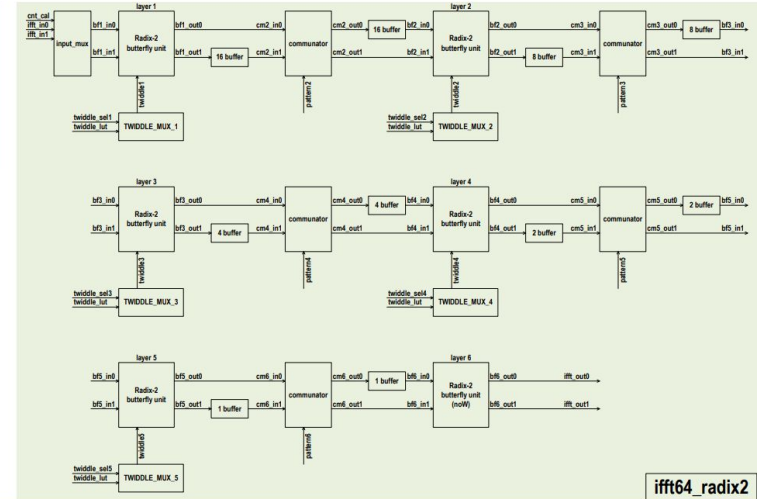 layer 1
layer 2
cnt_cal
ifft_in0
ifft_in1
input_mux
bf1_in0
bf1_in1
Radix-2
butterfly unit
bf1_out0
bf1_out1
16 buffer
cm2_in0
cm2_in1
communator
cm2_out0
cm2_out1
16 buffer
bf2_in0
bf2_in1
Radix-2
butterfly unit
bf2_out0
bf2_out1
8 buffer
cm3_in0
cm3_in1
communator
cm3_out0
cm3_out1
8 buffer
bf3_in0
bf3_in1
twiddle1
pattern2
twiddle2
pattern3
twiddle_sel1
twiddle_lut
TWIDDLE_MUX_1
twiddle_sel2
twiddle_lut
TWIDDLE_MUX_2
layer 3
layer 4
bf3_in0
bf3_in1
Radix-2
butterfly unit
bf3_out0
bf3_out1
4 buffer
cm4_in0
cm4_in1
communator
cm4_out0
cm4_out1
4 buffer
bf4_in0
bf4_in1
Radix-2
butterfly unit
bf4_out0
bf4_out1
2 buffer
cm5_in0
cm5_in1
communator
cm5_out0
cm5_out1
2 buffer
bf5_in0
bf5_in1
twiddle3
pattern4
twiddle4
pattern5
twiddle_sel3
twiddle_lut
TWIDDLE_MUX_3
twiddle_sel4
twiddle_lut
TWIDDLE_MUX_4
layer 5
layer 6
bf5_in0
bf5_in1
Radix-2
butterfly unit
bf5_out0
bf5_out1
1 buffer
cm6_in0
cm6_in1
communator
cm6_out0
cm6_out1
1 buffer
bf6_in0
bf6_in1
Radix-2
butterfly unit
(noW)
bf6_out0
bf6_out1
ifft_out0
ifft_out1
twiddle5
pattern6
twiddle_sel5
twiddle_lut
TWIDDLE_MUX_5
ifft64_radix2